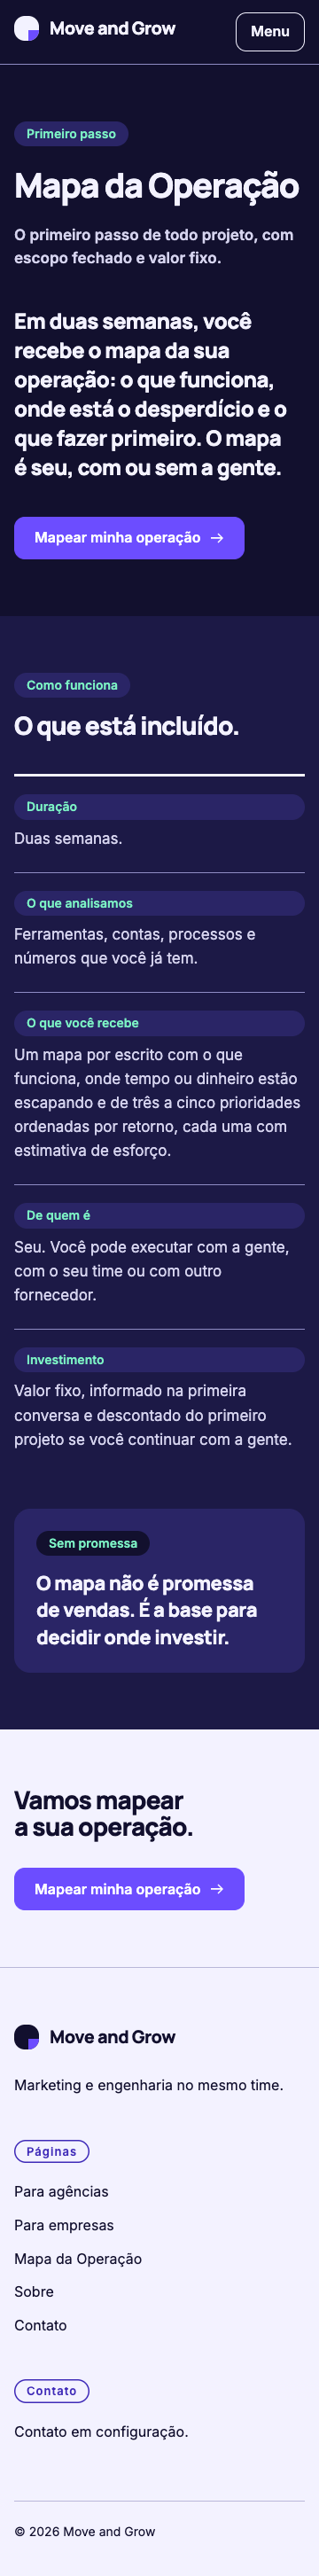 Move and Grow
Menu
Primeiro passo
Mapa da Operação
O primeiro passo de todo projeto, com
escopo fechado e valor fixo.
Em duas semanas, você
recebe o mapa da sua
operação: o que funciona,
onde está o desperdício e o
que fazer primeiro. O mapa
é seu, com ou sem a gente.
Mapear minha operação →
Como funciona
O que está incluído.
Duração
Duas semanas.
O que analisamos
Ferramentas, contas, processos e
números que você já tem.
O que você recebe
Um mapa por escrito com o que
funciona, onde tempo ou dinheiro estão
escapando e de três a cinco prioridades
ordenadas por retorno, cada uma com
estimativa de esforço.
De quem é
Seu. Você pode executar com a gente,
com o seu time ou com outro
fornecedor.
Investimento
Valor fixo, informado na primeira
conversa e descontado do primeiro
projeto se você continuar com a gente.
Sem promessa
O mapa não é promessa
de vendas. É a base para
decidir onde investir.
Vamos mapear
a sua operação.
Mapear minha operação →
Move and Grow
Marketing e engenharia no mesmo time.
Páginas
Para agências
Para empresas
Mapa da Operação
Sobre
Contato
Contato
Contato em configuração.
© 2026 Move and Grow